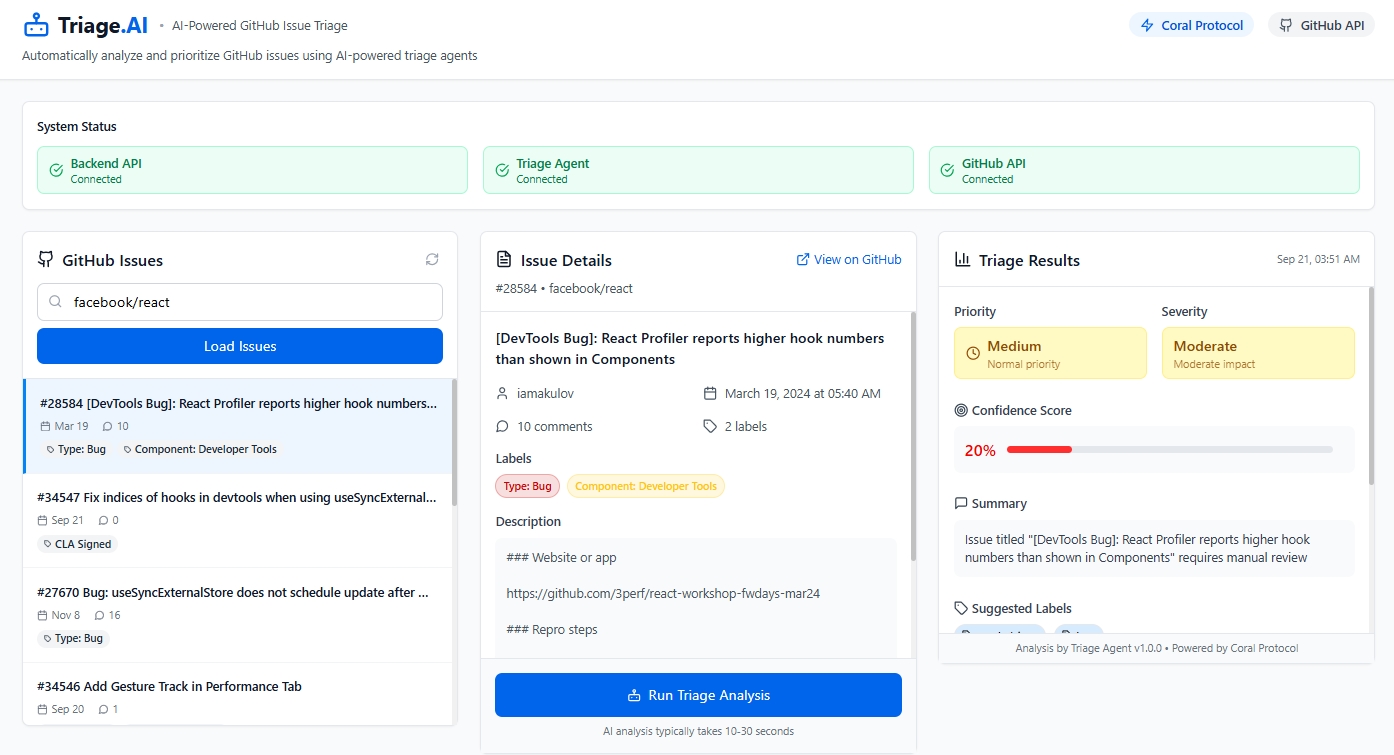 Triage.AI • AI-Powered GitHub Issue Triage
Coral Protocol
GitHub API
Automatically analyze and prioritize GitHub issues using AI-powered triage agents
System Status
Backend API
Connected
Triage Agent
Connected
GitHub API
Connected
GitHub Issues
facebook/react
Load Issues
#28584 [DevTools Bug]: React Profiler reports higher hook numbers...
Mar 19 10
Type: Bug Component: Developer Tools
#34547 Fix indices of hooks in devtools when using useSyncExternal...
Sep 21 0
CLA Signed
#27670 Bug: useSyncExternalStore does not schedule update after ...
Nov 8 16
Type: Bug
#34546 Add Gesture Track in Performance Tab
Sep 20 1
Issue Details
View on GitHub
#28584 • facebook/react
[DevTools Bug]: React Profiler reports higher hook numbers
than shown in Components
iamakulov
March 19, 2024 at 05:40 AM
10 comments
2 labels
Labels
Type: Bug Component: Developer Tools
Description
### Website or app
https://github.com/3perf/react-workshop-fwdays-mar24
### Repro steps
Run Triage Analysis
AI analysis typically takes 10-30 seconds
Triage Results
Sep 21, 03:51 AM
Priority
Medium
Normal priority
Severity
Moderate
Moderate impact
Confidence Score
20%
Summary
Issue titled "[DevTools Bug]: React Profiler reports higher hook
numbers than shown in Components" requires manual review
Suggested Labels
Analysis by Triage Agent v1.0.0 • Powered by Coral Protocol